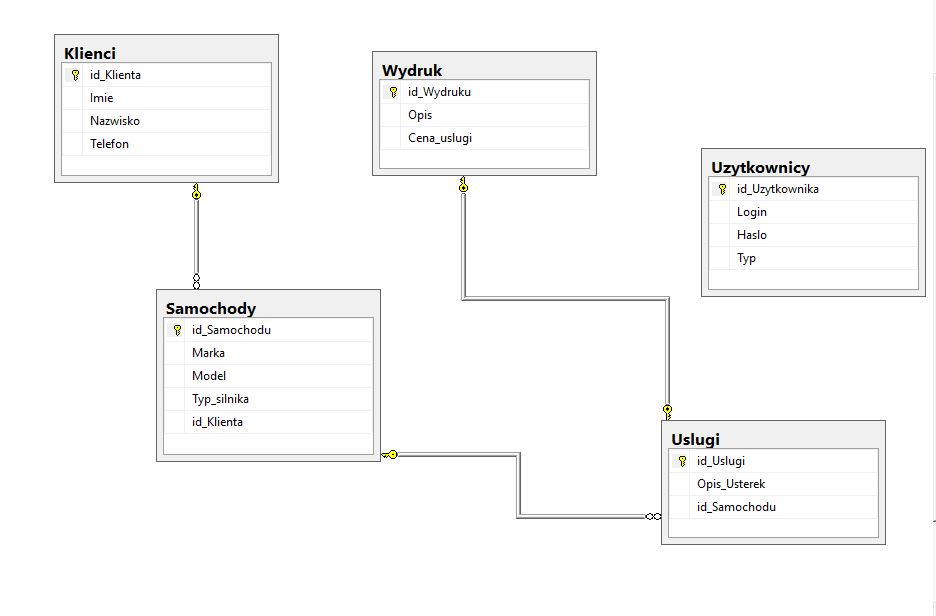 Klienci
id_Klienta
Imie
Nazwisko
Telefon
Wydruk
id_Wydruku
Opis
Cena_uslugi
Uzytkownicy
id_Uzytkownika
Login
Haslo
Typ
Samochody
id_Samochodu
Marka
Model
Typ_silnika
id_Klienta
Uslugi
id_Uslugi
Opis_Usterek
id_Samochodu